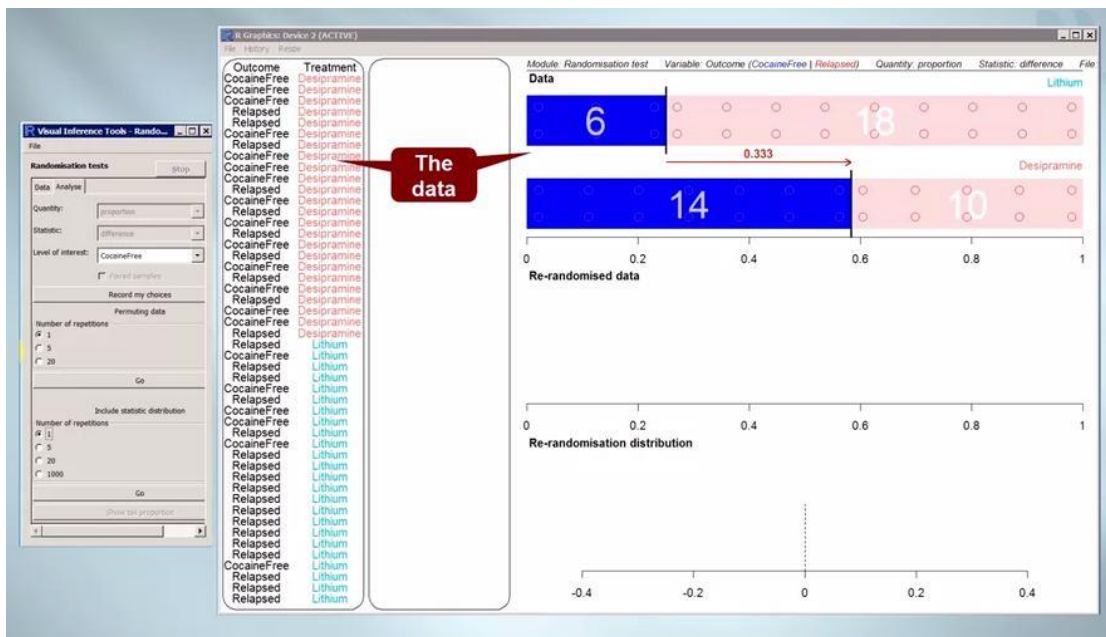 R Graphics: Device 2 (ACTIVE)
File History Resize
Outcome Treatment
CocaineFree Desipramine
CocaineFree Desipramine
CocaineFree Desipramine
Relapsed Desipramine
Relapsed Desipramine
CocaineFree Desipramine
Relapsed Desipramine
CocaineFree Desipramine
CocaineFree Desipramine
CocaineFree Desipramine
Relapsed Desipramine
CocaineFree Desipramine
Relapsed Desipramine
CocaineFree Desipramine
Relapsed Desipramine
CocaineFree Desipramine
Relapsed Desipramine
CocaineFree Desipramine
Relapsed Desipramine
CocaineFree Desipramine
Relapsed Desipramine
CocaineFree Desipramine
CocaineFree Desipramine
Relapsed Desipramine
Relapsed Lithium
CocaineFree Lithium
Relapsed Lithium
Relapsed Lithium
CocaineFree Lithium
Relapsed Lithium
CocaineFree Lithium
CocaineFree Lithium
Relapsed Lithium
CocaineFree Lithium
Relapsed Lithium
Relapsed Lithium
Relapsed Lithium
Relapsed Lithium
Relapsed Lithium
Relapsed Lithium
Relapsed Lithium
Relapsed Lithium
Relapsed Lithium
Relapsed Lithium
CocaineFree Lithium
Relapsed Lithium
Relapsed Lithium
Relapsed Lithium
The
data
Module: Randomisation test Variable: Outcome (CocaineFree | Relapsed) Quantity: proportion Statistic: difference File:
Data
Lithium
6 18
0.333
Desipramine
14 10
0 0.2 0.4 0.6 0.8 1
Re-randomised data
0 0.2 0.4 0.6 0.8 1
Re-randomisation distribution
-0.4 -0.2 0 0.2 0.4
Visual Inference Tools - Rando...
File
Randomisation tests Stop
Data Analyse
Quantity: proportion
Statistic: difference
Level of interest: CocaineFree
Paired samples
Record my choices
Permuting data
Number of repetitions
1
5
20
Go
Include statistic distribution
Number of repetitions
1
5
20
1000
Go
Show tail proportion